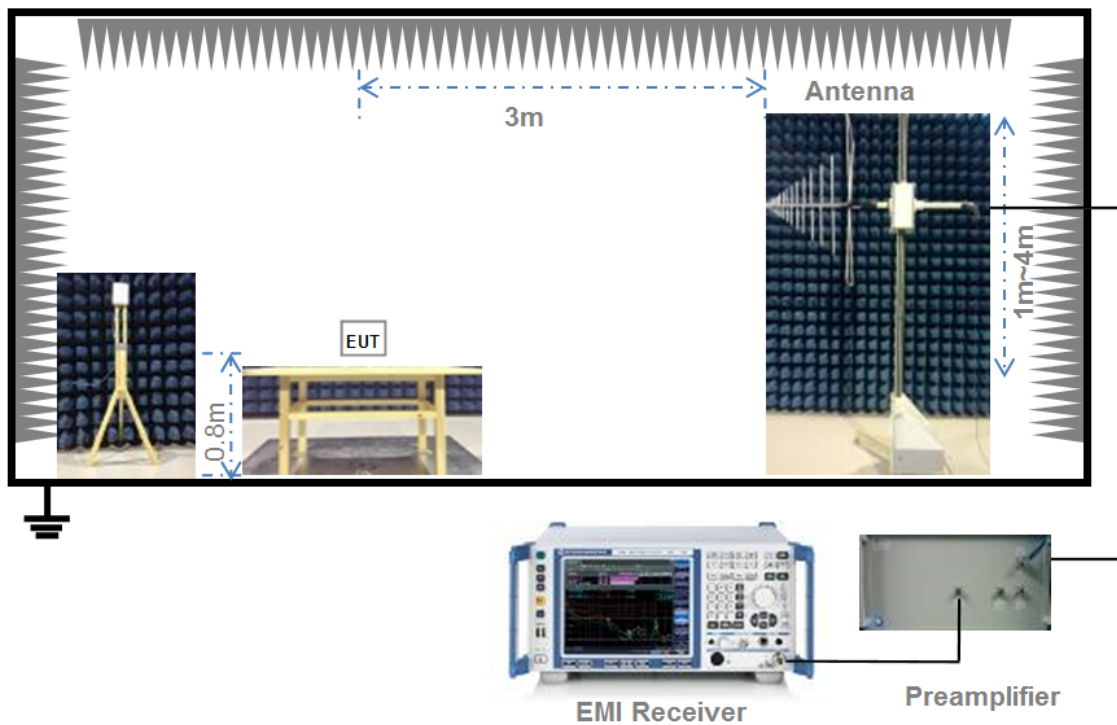 Antenna
3m
1m~4m
EUT
0.8m
EMI Receiver
Preamplifier